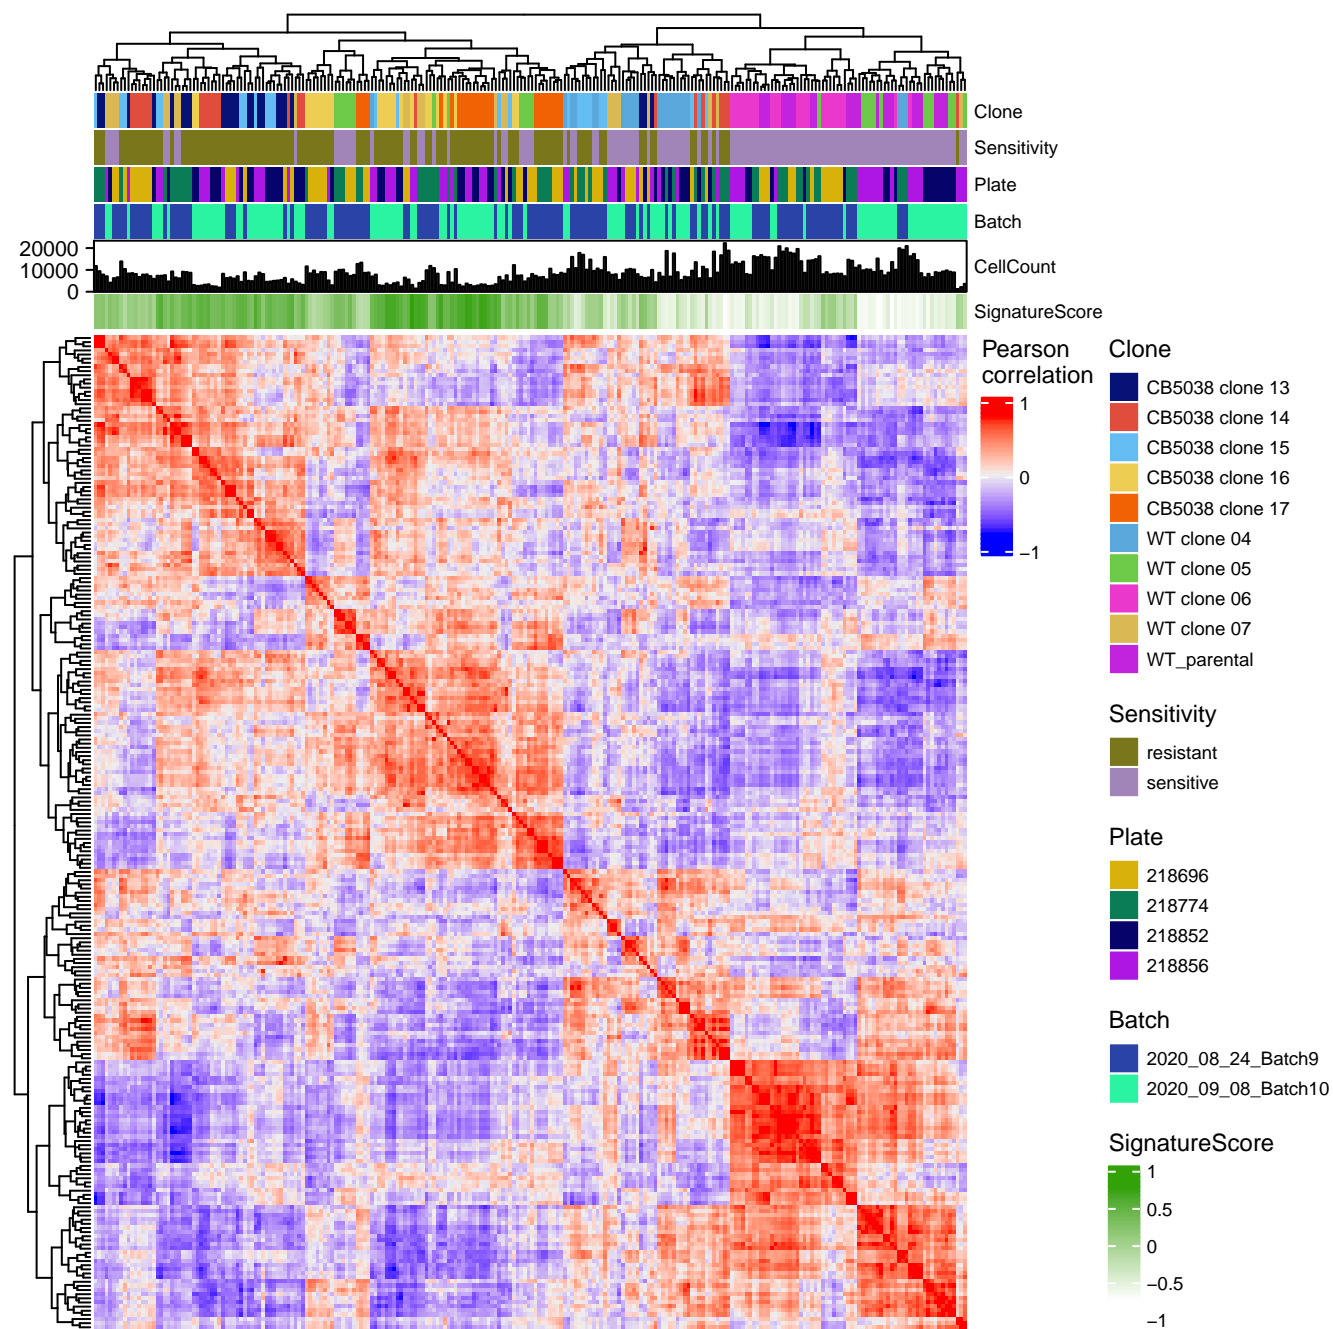 Clone
Sensitivity
Plate
Batch
20000
10000
0
CellCount
SignatureScore
Pearson
correlation
1
0
−1
Clone
CB5038 clone 13
CB5038 clone 14
CB5038 clone 15
CB5038 clone 16
CB5038 clone 17
WT clone 04
WT clone 05
WT clone 06
WT clone 07
WT_parental
Sensitivity
resistant
sensitive
Plate
218696
218774
218852
218856
Batch
2020_08_24_Batch9
2020_09_08_Batch10
SignatureScore
1
0.5
0
−0.5
−1